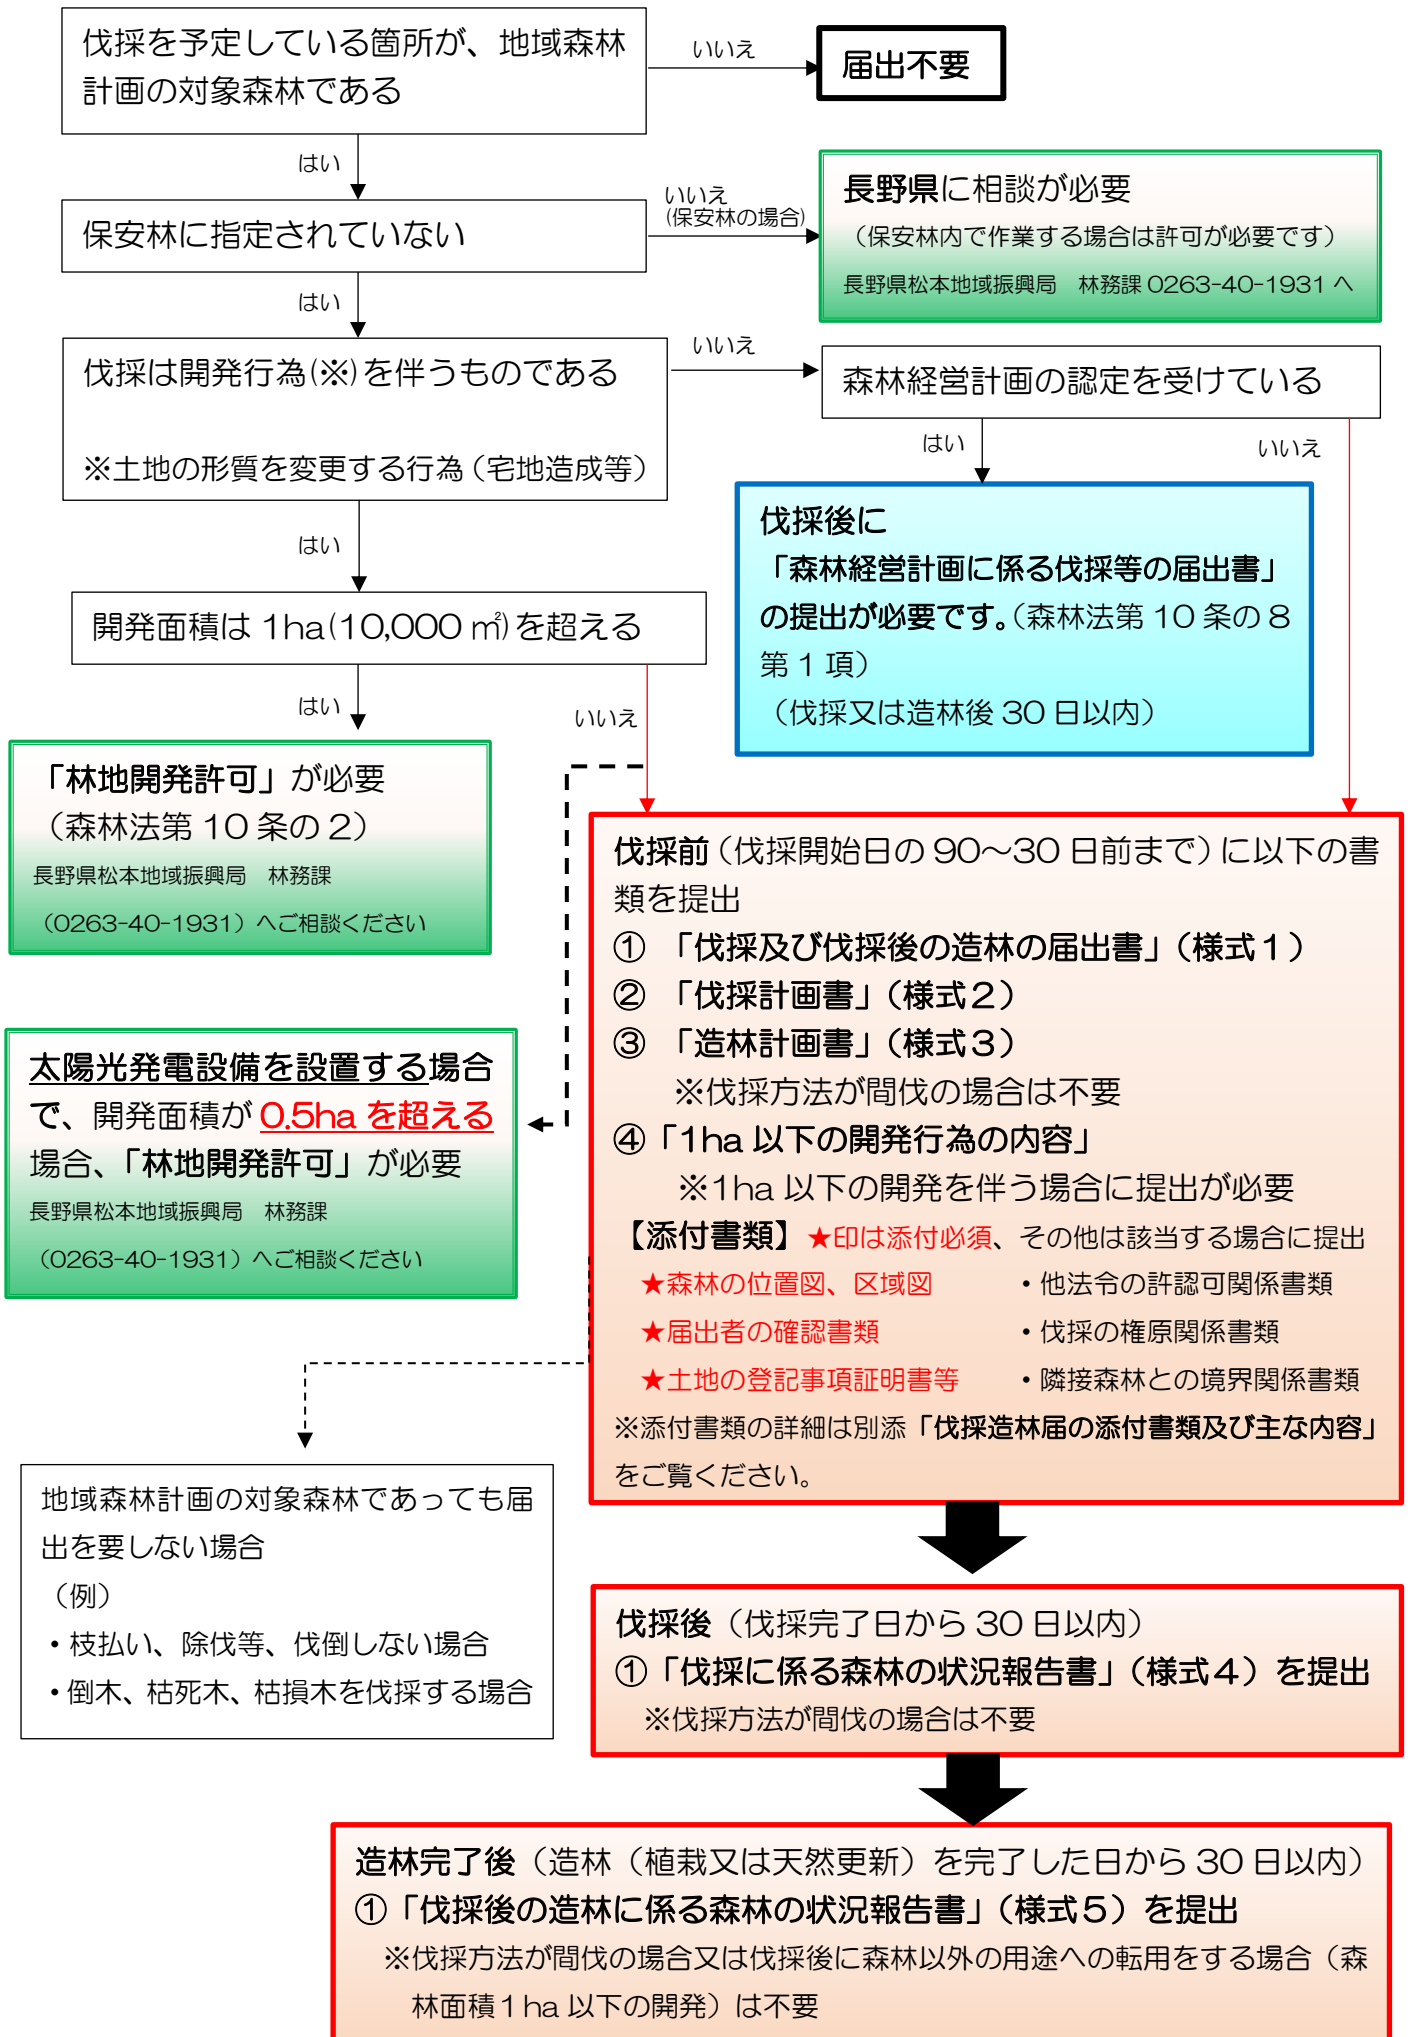 伐採を予定している箇所が、地域森林
計画の対象森林である
いいえ
届出不要
はい
保安林に指定されていない
いいえ
(保安林の場合)
長野県に相談が必要
（保安林内で作業する場合は許可が必要です）
長野県松本地域振興局　林務課 0263-40-1931 へ
はい
伐採は開発行為(※)を伴うものである
※土地の形質を変更する行為（宅地造成等）
いいえ
森林経営計画の認定を受けている
はい
いいえ
伐採後に
「森林経営計画に係る伐採等の届出書」
の提出が必要です。（森林法第 10 条の 8
第 1 項）
（伐採又は造林後 30 日以内）
はい
開発面積は 1ha(10,000 ㎡)を超える
はい
いいえ
「林地開発許可」が必要
（森林法第 10 条の 2）
長野県松本地域振興局　林務課
（0263-40-1931）へご相談ください
太陽光発電設備を設置する場合
で、開発面積が 0.5ha を超える
場合、「林地開発許可」が必要
長野県松本地域振興局　林務課
（0263-40-1931）へご相談ください
伐採前（伐採開始日の 90～30 日前まで）に以下の書
類を提出
①　「伐採及び伐採後の造林の届出書」（様式１）
②　「伐採計画書」（様式２）
③　「造林計画書」（様式３）
※伐採方法が間伐の場合は不要
④「1ha 以下の開発行為の内容」
※1ha 以下の開発を伴う場合に提出が必要
【添付書類】★印は添付必須、その他は該当する場合に提出
★森林の位置図、区域図　・他法令の許認可関係書類
★届出者の確認書類　・伐採の権原関係書類
★土地の登記事項証明書等　・隣接森林との境界関係書類
※添付書類の詳細は別添「伐採造林届の添付書類及び主な内容」
をご覧ください。
地域森林計画の対象森林であっても届
出を要しない場合
（例）
・枝払い、除伐等、伐倒しない場合
・倒木、枯死木、枯損木を伐採する場合
伐採後（伐採完了日から 30 日以内）
①「伐採に係る森林の状況報告書」（様式４）を提出
※伐採方法が間伐の場合は不要
造林完了後（造林（植栽又は天然更新）を完了した日から 30 日以内）
①「伐採後の造林に係る森林の状況報告書」（様式５）を提出
※伐採方法が間伐の場合又は伐採後に森林以外の用途への転用をする場合（森
林面積１ha 以下の開発）は不要